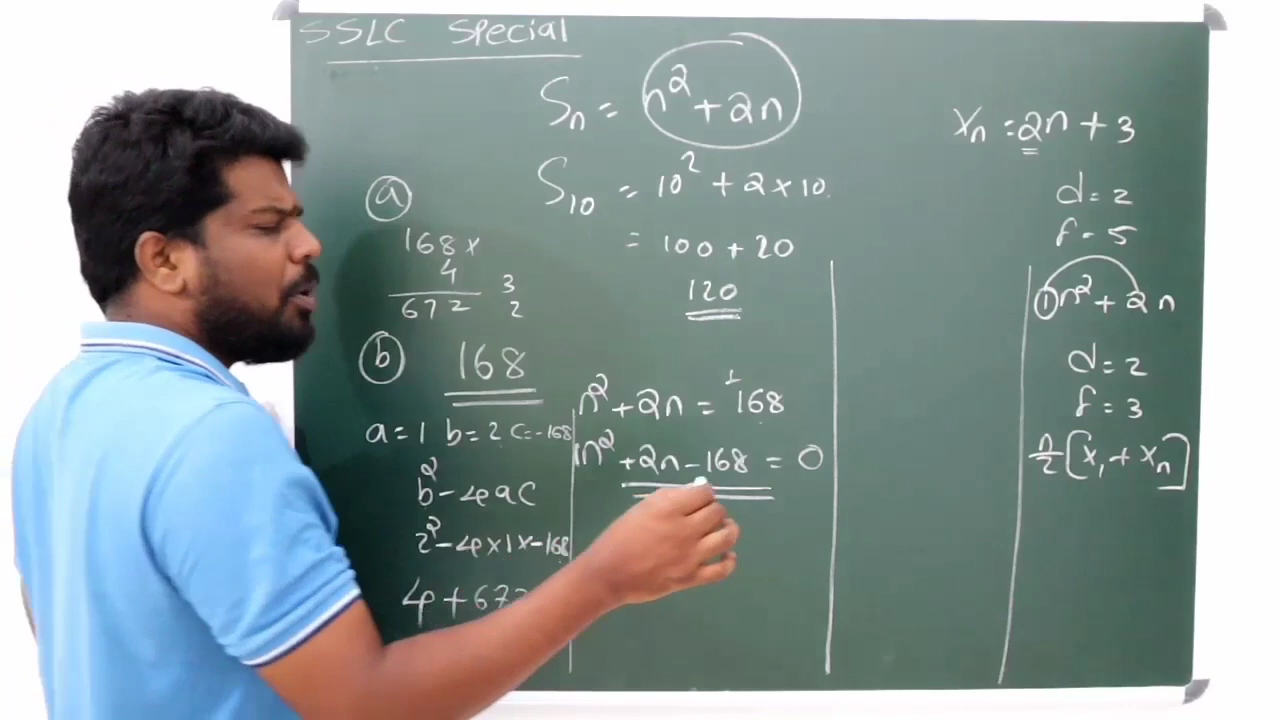 SSLC Special
Sₙ = n² + 2n
S₁₀ = 10² + 2 × 10
= 100 + 20
120
ⓐ
168 ×
4
672
3
2
ⓑ 168
a = 1 b = 2 c = -168
b² - 4ac
2² - 4 × 1 × -168
4 + 672
n² + 2n = 168
1n² + 2n - 168 = 0
Xₙ = 2n + 3
d = 2
f = 5
①n² + 2n
d = 2
f = 3
n/2 [x₁ + xₙ]